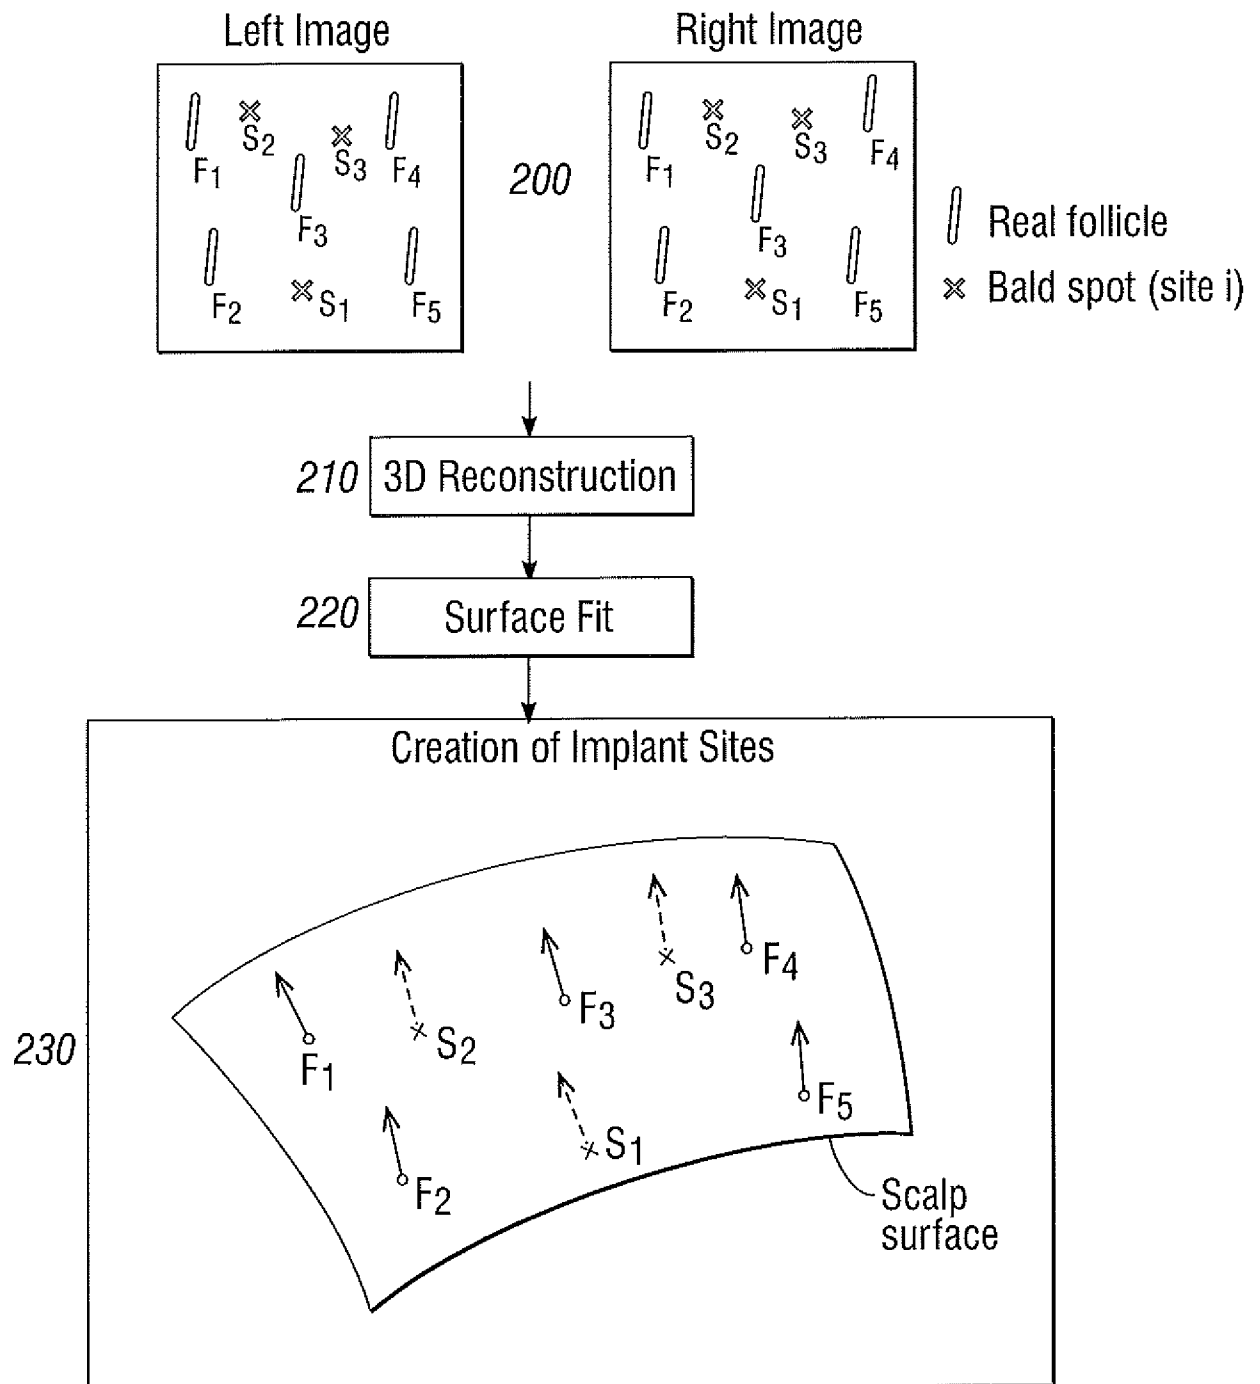 Left Image
Right Image
S2
S3
F1
F4
F3
F2
S1
F5
200
S2
S3
F1
F4
F3
F2
S1
F5
Real follicle
Bald spot (site i)
210
3D Reconstruction
220
Surface Fit
Creation of Implant Sites
230
F1
S2
F3
S3
F4
F2
S1
F5
Scalp
surface